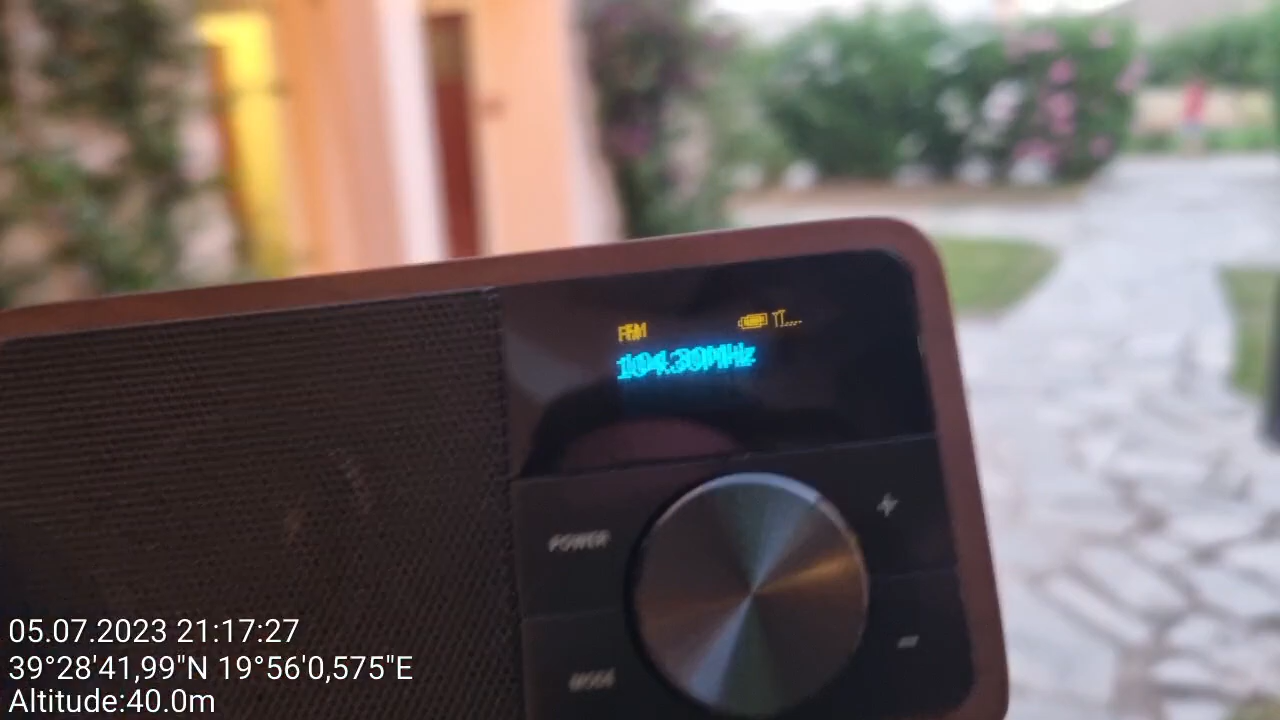 FM
104.30MHz
POWER
MODE
05.07.2023 21:17:27
39°28'41,99"N 19°56'0,575"E
Altitude:40.0m